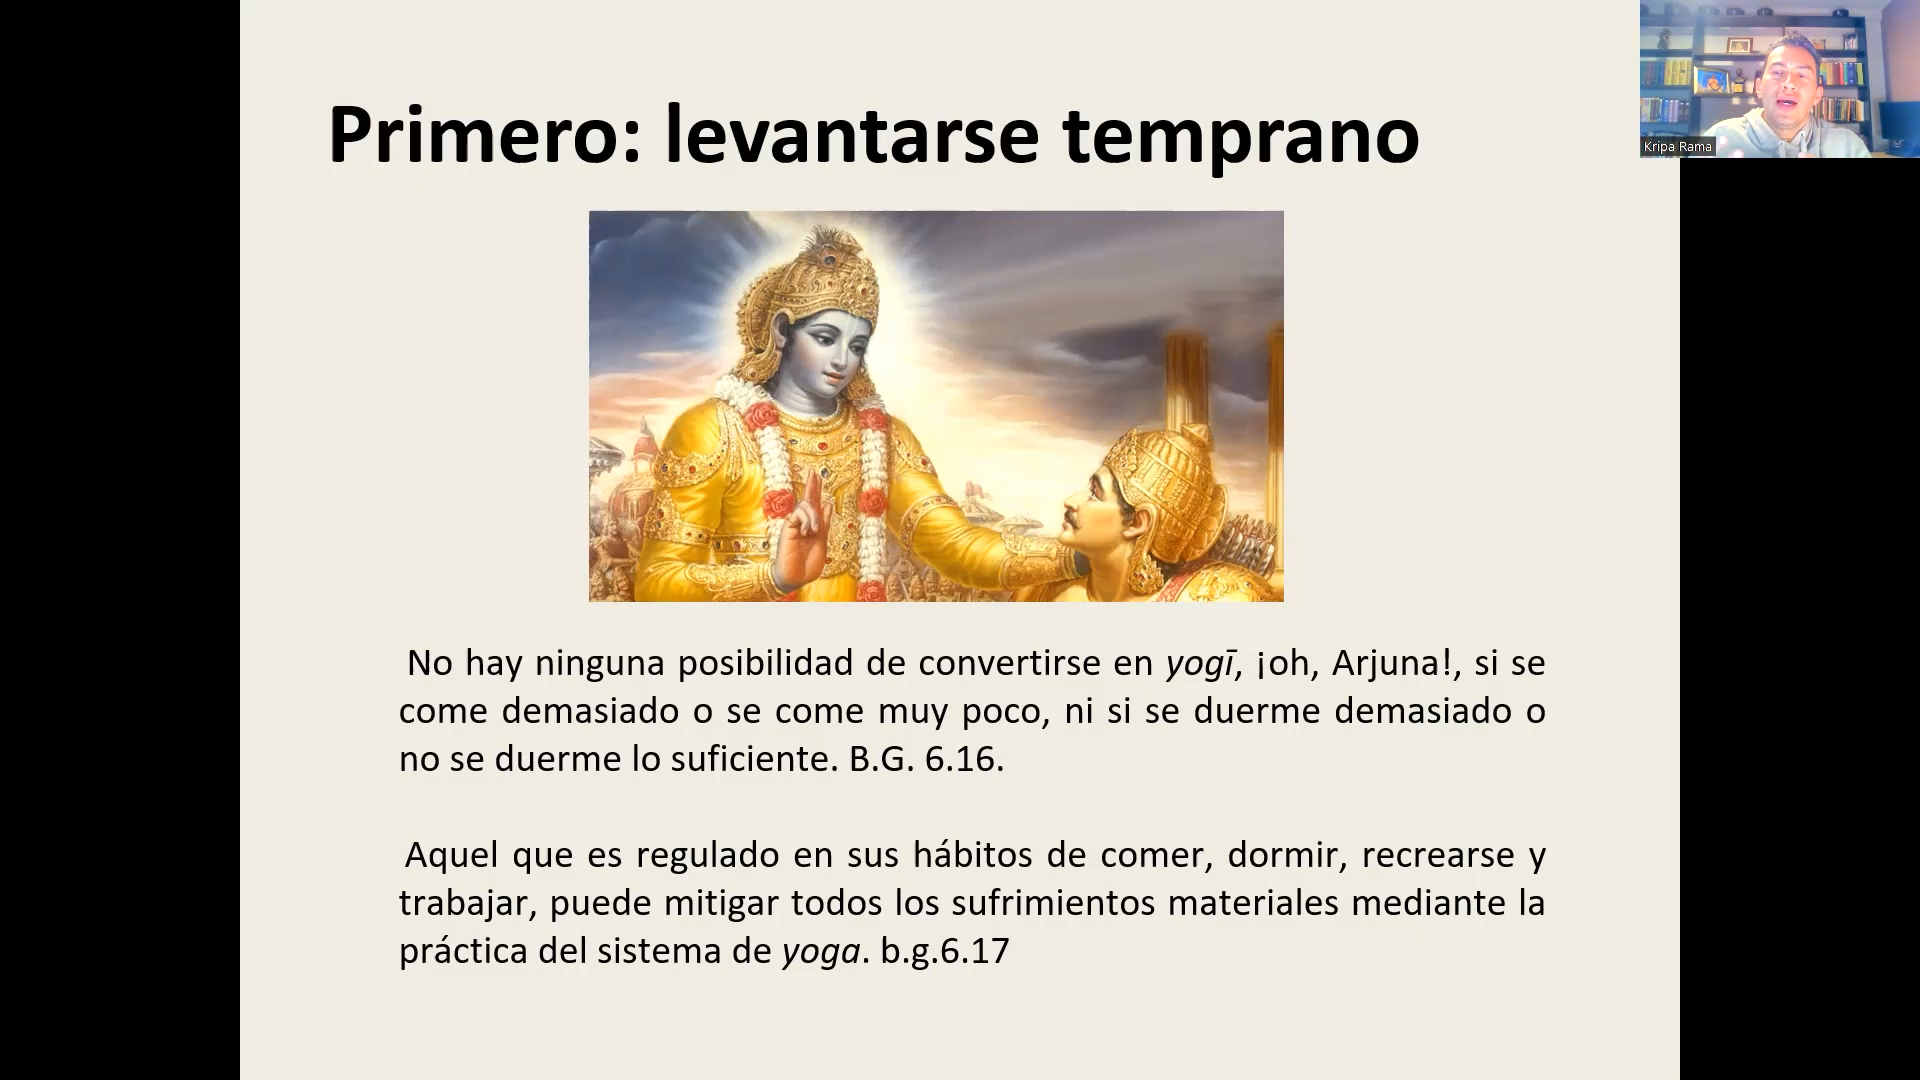 Primero: levantarse temprano
Kripa Rama
No hay ninguna posibilidad de convertirse en yogī, ¡oh, Arjuna!, si se
come demasiado o se come muy poco, ni si se duerme demasiado o
no se duerme lo suficiente. B.G. 6.16.
Aquel que es regulado en sus hábitos de comer, dormir, recrearse y
trabajar, puede mitigar todos los sufrimientos materiales mediante la
práctica del sistema de yoga. b.g.6.17